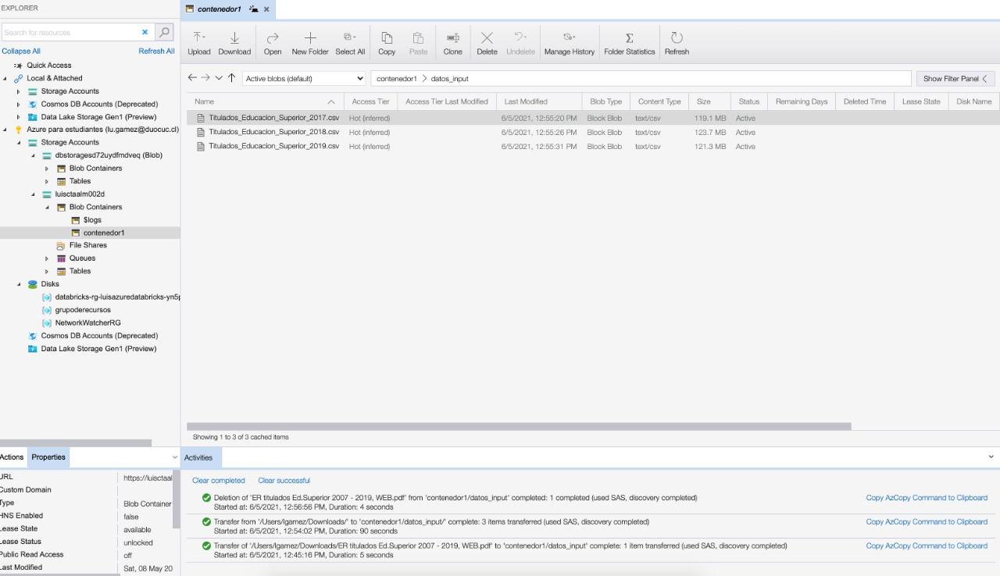 EXPLORER
contenedor1
Search for resources
Collapse All Refresh All
Quick Access
Local & Attached
Storage Accounts
Cosmos DB Accounts (Deprecated)
Data Lake Storage Gen1 (Preview)
Azure para estudiantes (lu.gamez@duocuc.cl)
Storage Accounts
dbstoragesd72uydfmdveq (Blob)
Blob Containers
Tables
luisctaalm002d
Blob Containers
$logs
contenedor1
File Shares
Queues
Tables
Disks
databricks-rg-luisazuredatabricks-yn5p
grupoderecursos
NetworkWatcherRG
Cosmos DB Accounts (Deprecated)
Data Lake Storage Gen1 (Preview)
Upload Download Open New Folder Select All Copy Paste Clone Delete Undelete Manage History Folder Statistics Refresh
Active blobs (default) contenedor1 > datos_input Show Filter Panel
Name Access Tier Access Tier Last Modified Last Modified Blob Type Content Type Size Status Remaining Days Deleted Time Lease State Disk Name
Titulados_Educacion_Superior_2017.csv Hot (inferred) 6/5/2021, 12:55:20 PM Block Blob text/csv 119.1 MB Active
Titulados_Educacion_Superior_2018.csv Hot (inferred) 6/5/2021, 12:55:26 PM Block Blob text/csv 123.7 MB Active
Titulados_Educacion_Superior_2019.csv Hot (inferred) 6/5/2021, 12:55:31 PM Block Blob text/csv 121.3 MB Active
Showing 1 to 3 of 3 cached items
Actions Properties
URL https://luisctaal
Custom Domain
Type Blob Container
HNS Enabled false
Lease State available
Lease Status unlocked
Public Read Access off
Last Modified Sat, 08 May 20
Activities
Clear completed Clear successful
Deletion of 'ER titulados Ed.Superior 2007 - 2019, WEB.pdf' from 'contenedor1/datos_input' completed: 1 completed (used SAS, discovery completed) Copy AzCopy Command to Clipboard
Started at: 6/5/2021, 12:56:56 PM, Duration: 4 seconds
Transfer from '/Users/lgamez/Downloads/' to 'contenedor1/datos_input/' complete: 3 items transferred (used SAS, discovery completed) Copy AzCopy Command to Clipboard
Started at: 6/5/2021, 12:54:02 PM, Duration: 90 seconds
Transfer of '/Users/lgamez/Downloads/ER titulados Ed.Superior 2007 - 2019, WEB.pdf' to 'contenedor1/datos_input' complete: 1 item transferred (used SAS, discovery completed) Copy AzCopy Command to Clipboard
Started at: 6/5/2021, 12:45:16 PM, Duration: 5 seconds